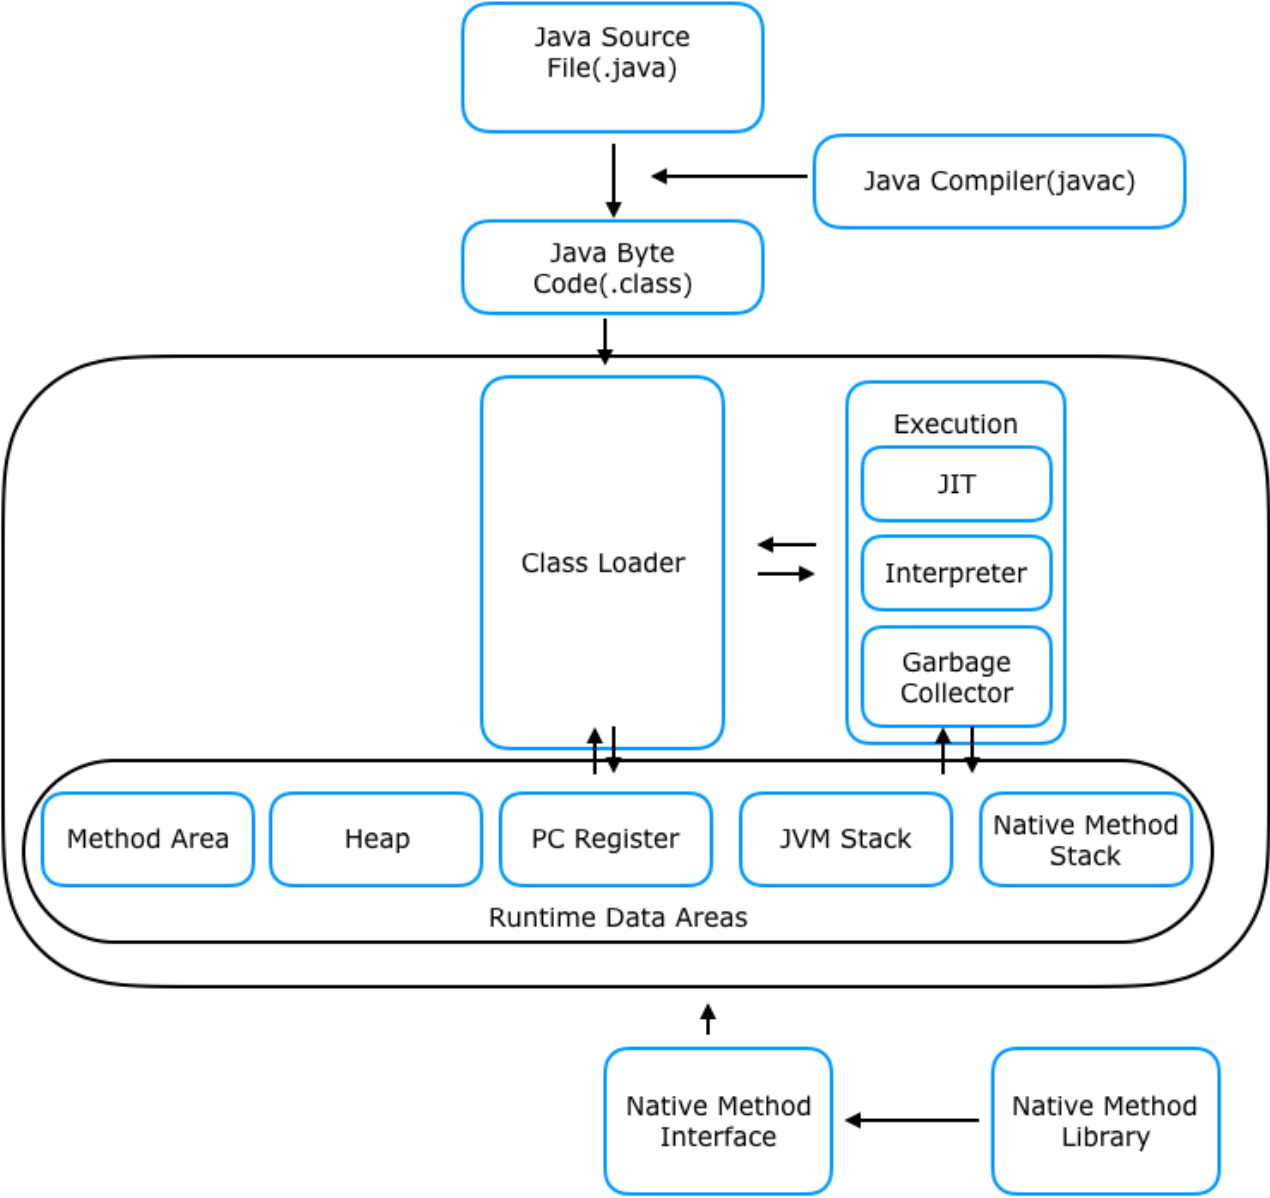 Java Source
File(.java)
Java Compiler(javac)
Java Byte
Code(.class)
Class Loader
Execution
JIT
Interpreter
Garbage
Collector
Method Area
Heap
PC Register
JVM Stack
Native Method
Stack
Runtime Data Areas
Native Method
Interface
Native Method
Library